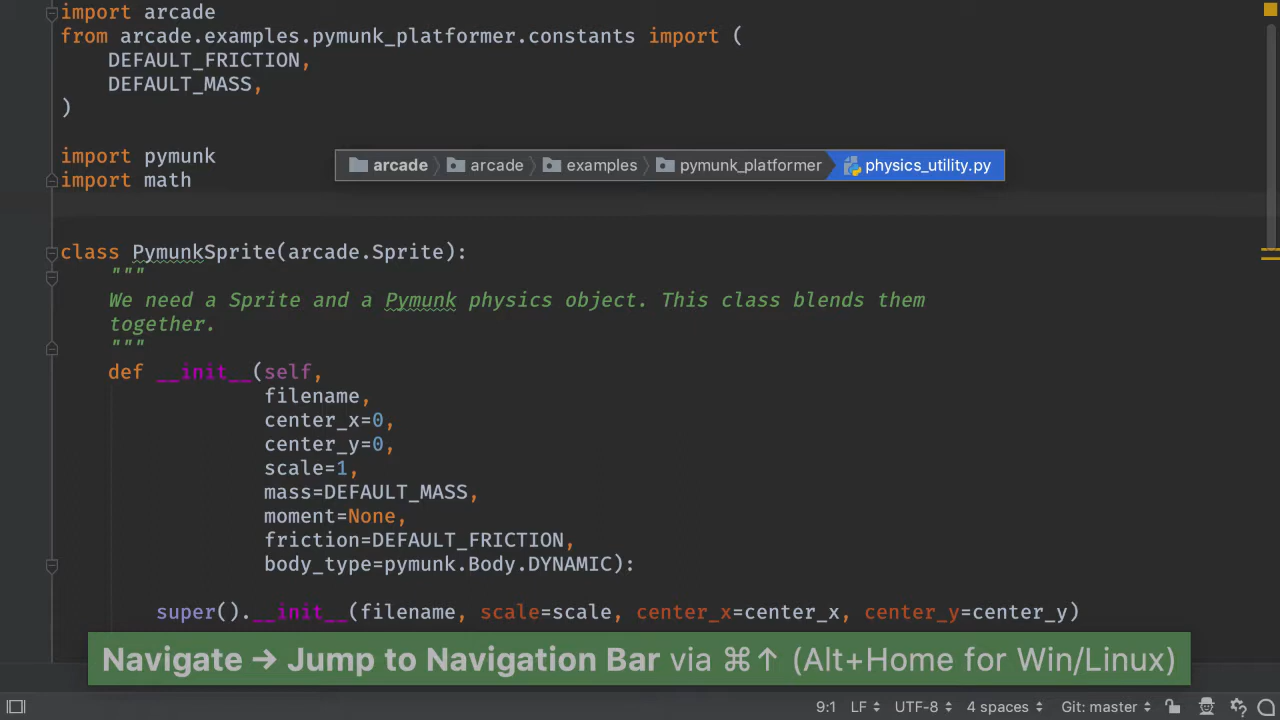 import arcade
from arcade.examples.pymunk_platformer.constants import (
    DEFAULT_FRICTION,
    DEFAULT_MASS,
)
import pymunk
import math
arcade arcade examples pymunk_platformer physics_utility.py
class PymunkSprite(arcade.Sprite):
    """
    We need a Sprite and a Pymunk physics object. This class blends them
    together.
    """
    def __init__(self,
                 filename,
                 center_x=0,
                 center_y=0,
                 scale=1,
                 mass=DEFAULT_MASS,
                 moment=None,
                 friction=DEFAULT_FRICTION,
                 body_type=pymunk.Body.DYNAMIC):
        super().__init__(filename, scale=scale, center_x=center_x, center_y=center_y)
Navigate → Jump to Navigation Bar via ⌘↑ (Alt+Home for Win/Linux)
9:1 LF UTF-8 4 spaces Git: master